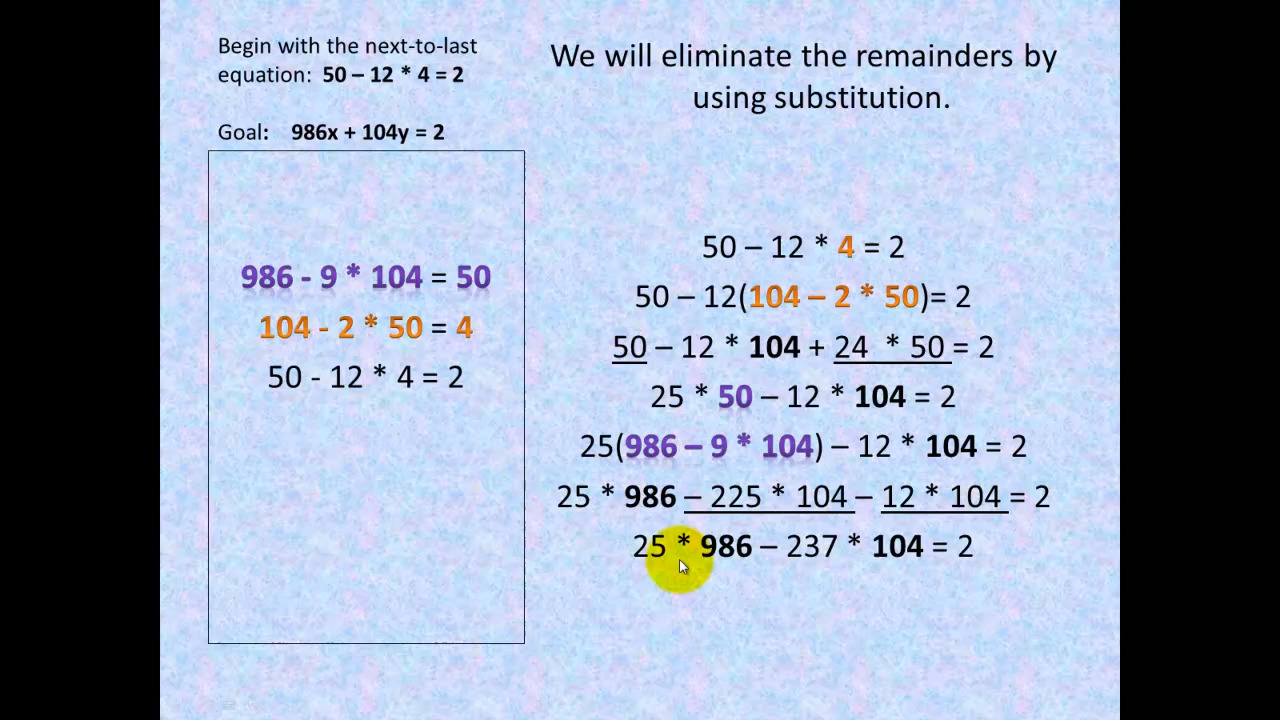 Begin with the next-to-last
equation: 50 – 12 * 4 = 2
Goal: 986x + 104y = 2
986 - 9 * 104 = 50
104 - 2 * 50 = 4
50 - 12 * 4 = 2
We will eliminate the remainders by
using substitution.
50 – 12 * 4 = 2
50 – 12(104 – 2 * 50)= 2
50 – 12 * 104 + 24 * 50 = 2
25 * 50 – 12 * 104 = 2
25(986 – 9 * 104) – 12 * 104 = 2
25 * 986 – 225 * 104 – 12 * 104 = 2
25 * 986 – 237 * 104 = 2